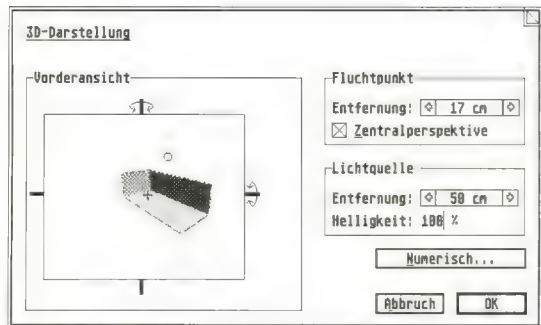 3D-Darstellung
Vorderansicht
Fluchtpunkt
Entfernung: 17 cm
Zentralperspektive
Lichtquelle
Entfernung: 50 cm
Helligkeit: 100 %
Numerisch...
Abbruch OK